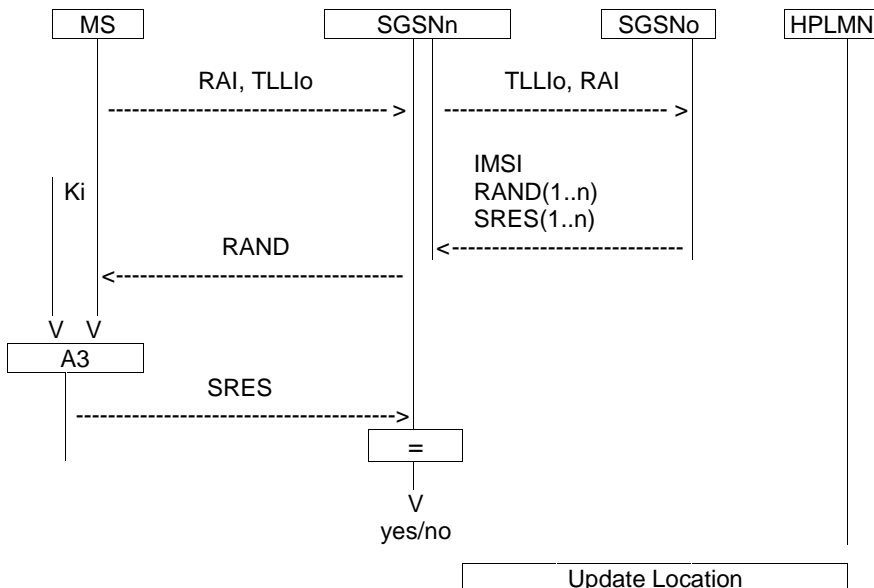 MS SGSNn SGSNo HPLMN
RAI, TLLIo TLLIo, RAI
---------------------------------- > ---------------------------- >
IMSI
Ki RAND(1..n)
SRES(1..n)
RAND <-----------------------------
<------------------------------------
V V
A3
SRES
---------------------------------------->
=
V
yes/no
Update Location